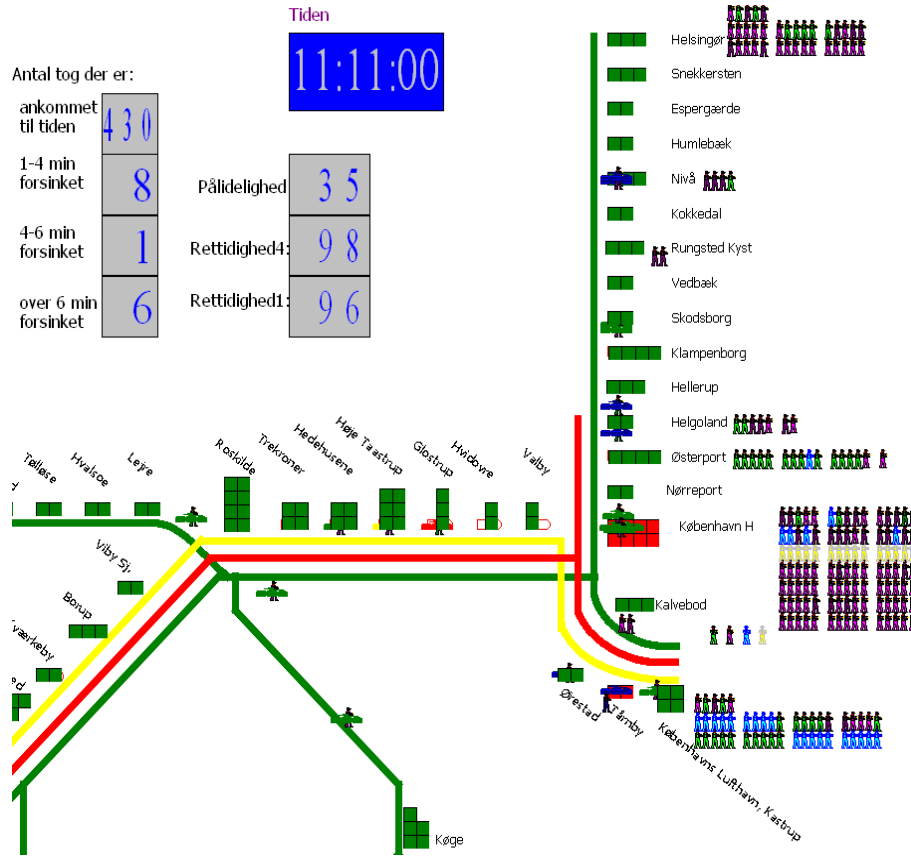 Tiden
11:11:00
Antal tog der er:
ankommet
til tiden
430
1-4 min
forsinket
8
4-6 min
forsinket
1
over 6 min
forsinket
6
Pålidelighed
35
Rettidighed4:
98
Rettidighed1:
96
Helsingør
Snekkersten
Espergærde
Humlebæk
Nivå
Kokkedal
Rungsted Kyst
Vedbæk
Skodsborg
Klampenborg
Hellerup
Helgoland
Østerport
Nørreport
København H
Kalvebod
Tølløse
Hvalsoe
Lejre
Roskilde
Trekroner
Hedehusene
Høje Taastrup
Glostrup
Hvidovre
Valby
Viby Sj.
Borup
værkeby
ed
Ørestad
Tårnby
Københavns Lufthavn, Kastrup
Køge